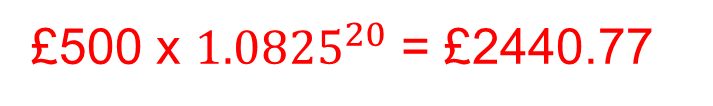 £500 x 1.0825²⁰ = £2440.77